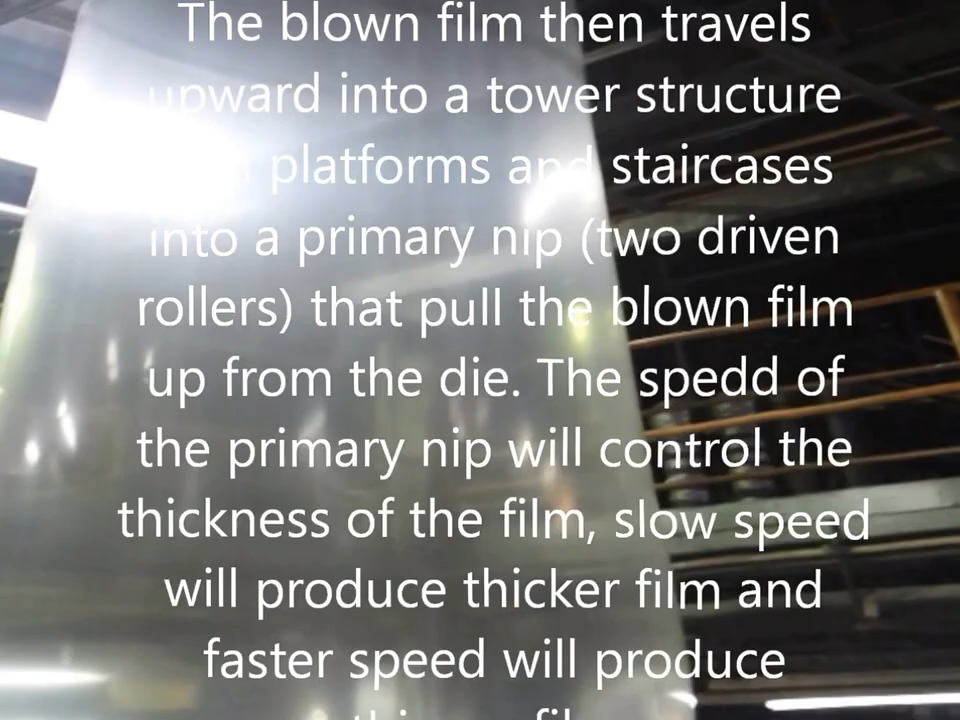 The blown film then travels
upward into a tower structure
platforms and staircases
into a primary nip (two driven
rollers) that pull the blown film
up from the die. The spedd of
the primary nip will control the
thickness of the film, slow speed
will produce thicker film and
faster speed will produce